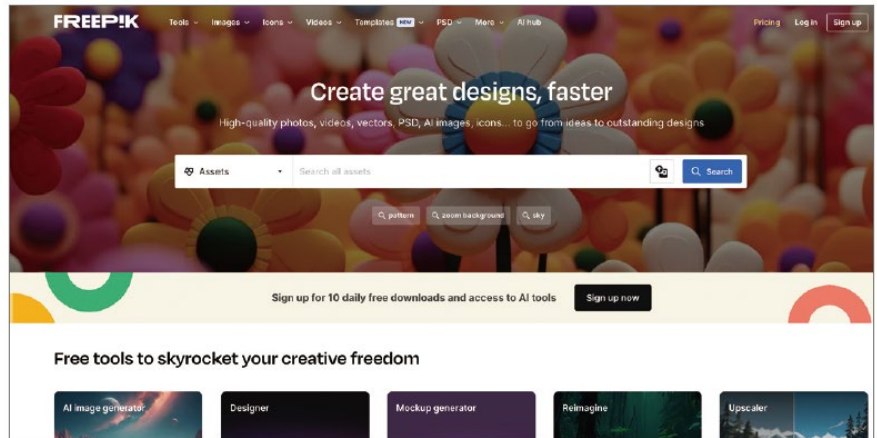 FREEP!K Tools Images Icons Videos Templates NEW PSD More AI hub Pricing Log in Sign up
Create great designs, faster
High-quality photos, videos, vectors, PSD, AI images, icons... to go from ideas to outstanding designs
Assets Search all assets Search
pattern zoom background sky
Sign up for 10 daily free downloads and access to AI tools Sign up now
Free tools to skyrocket your creative freedom
AI image generator Designer Mockup generator Reimagine Upscaler